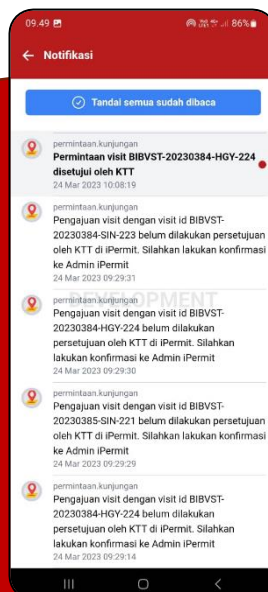 09.49
86%
Notifikasi
Tandai semua sudah dibaca
permintaan.kunjungan
Permintaan visit BIBVST-20230384-HGY-224
disetujui oleh KTT
24 Mar 2023 10:08:19
permintaan.kunjungan
Pengajuan visit dengan visit id BIBVST-
20230384-SIN-223 belum dilakukan persetujuan
oleh KTT di iPermit. Silahkan lakukan konfirmasi
ke Admin iPermit
24 Mar 2023 09:29:31
permintaan.kunjungan
DEVELOPMENT
Pengajuan visit dengan visit id BIBVST-
20230384-HGY-224 belum dilakukan
persetujuan oleh KTT di iPermit. Silahkan
lakukan konfirmasi ke Admin iPermit
24 Mar 2023 09:29:30
permintaan.kunjungan
Pengajuan visit dengan visit id BIBVST-
20230385-SIN-221 belum dilakukan persetujuan
oleh KTT di iPermit. Silahkan lakukan konfirmasi
ke Admin iPermit
24 Mar 2023 09:29:29
permintaan.kunjungan
Pengajuan visit dengan visit id BIBVST-
20230384-HGY-224 belum dilakukan
persetujuan oleh KTT di iPermit. Silahkan
lakukan konfirmasi ke Admin iPermit
24 Mar 2023 09:29:14